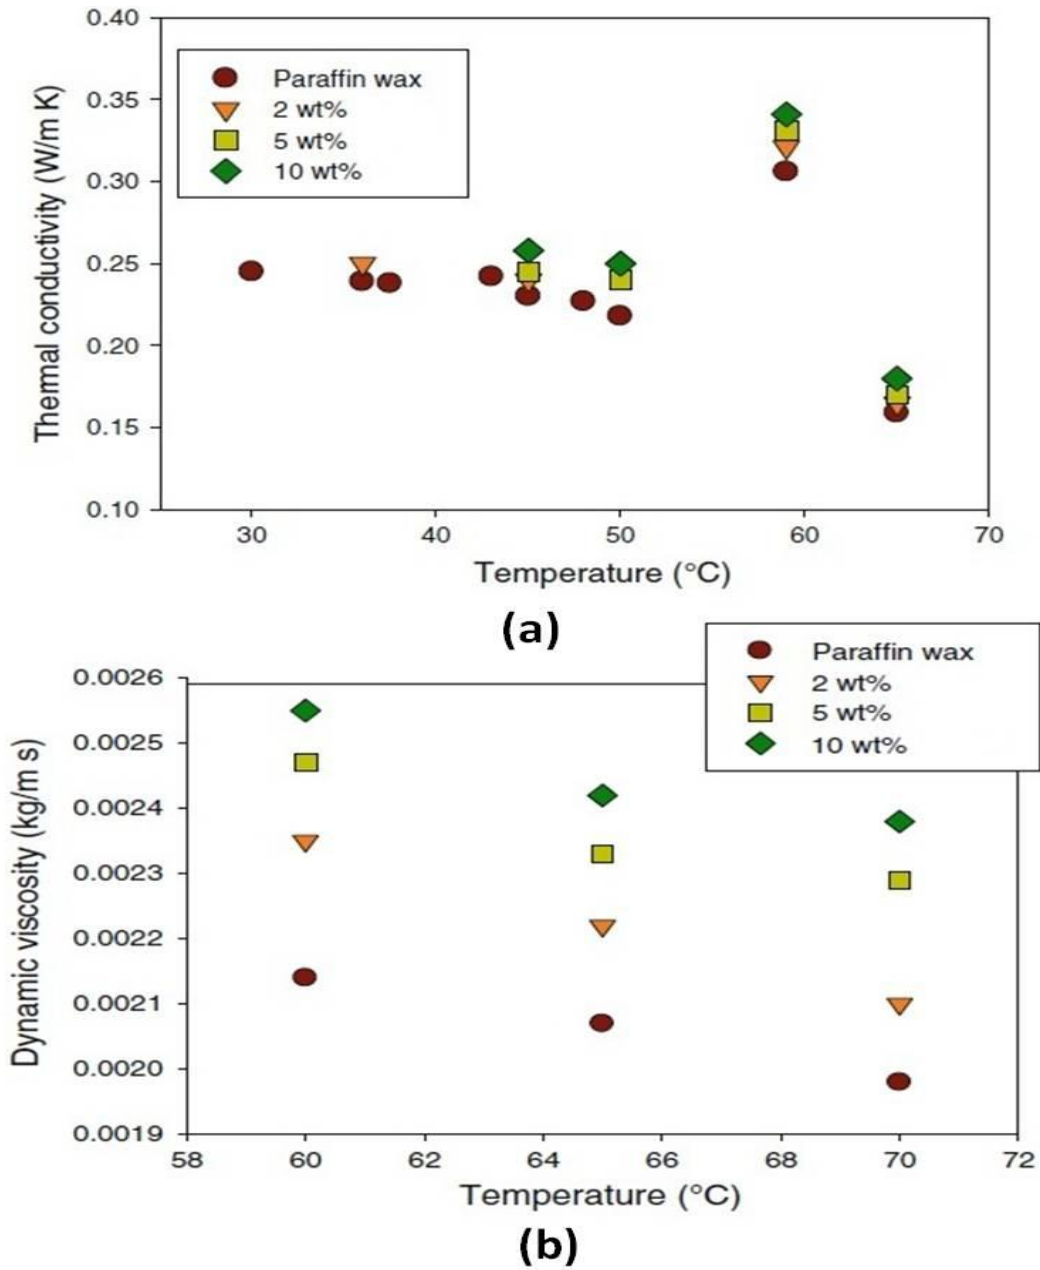 0.40
0.35
0.30
0.25
0.20
0.15
0.10
Thermal conductivity (W/m K)
Paraffin wax
2 wt%
5 wt%
10 wt%
30 40 50 60 70
Temperature (°C)
(a)
Paraffin wax
2 wt%
5 wt%
10 wt%
0.0026
0.0025
0.0024
0.0023
0.0022
0.0021
0.0020
0.0019
Dynamic viscosity (kg/m s)
58 60 62 64 66 68 70 72
Temperature (°C)
(b)